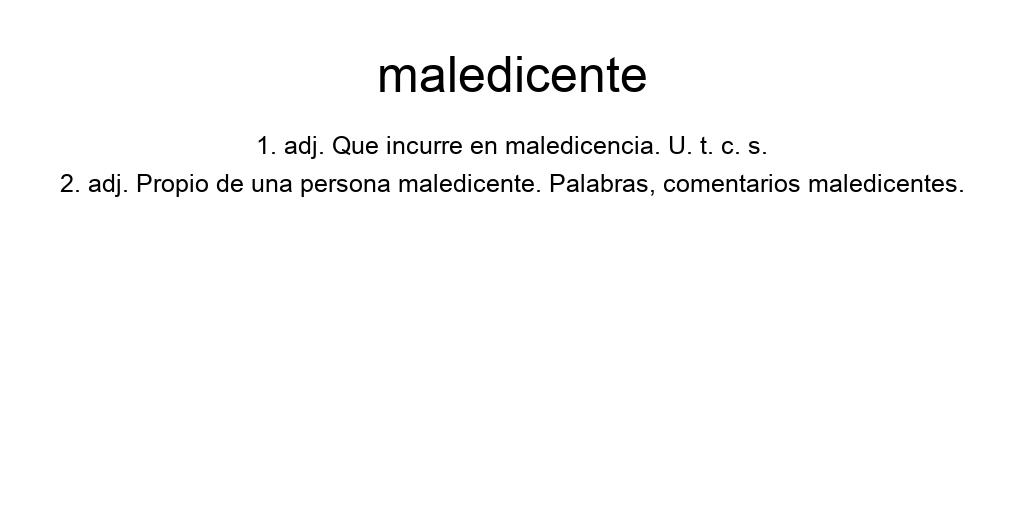 maledicente
1. adj. Que incurre en maledicencia. U. t. c. s.
2. adj. Propio de una persona maledicente. Palabras, comentarios maledicentes.